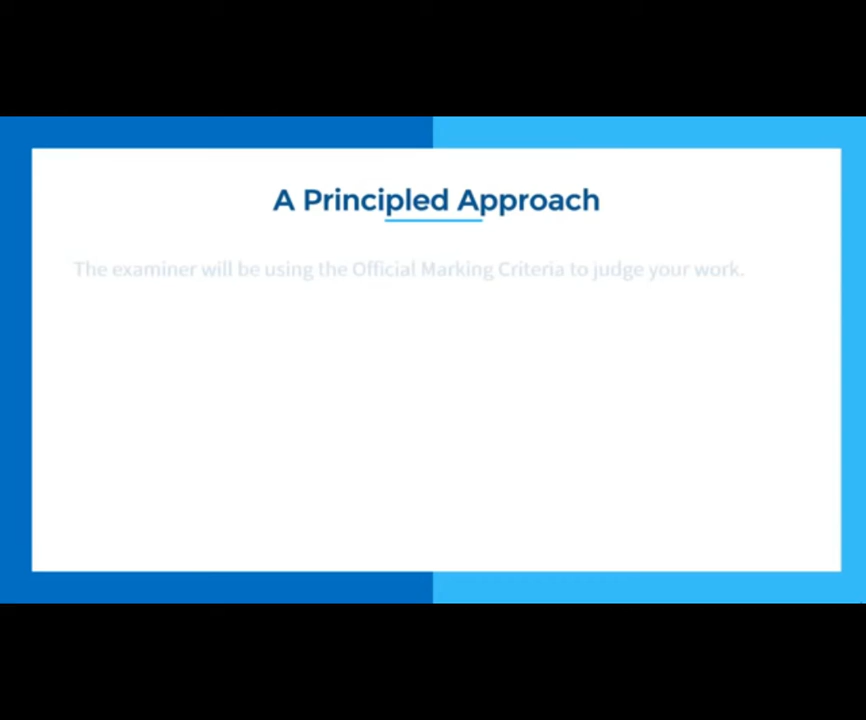 A Principled Approach
The examiner will be using the Official Marking Criteria to judge your work.